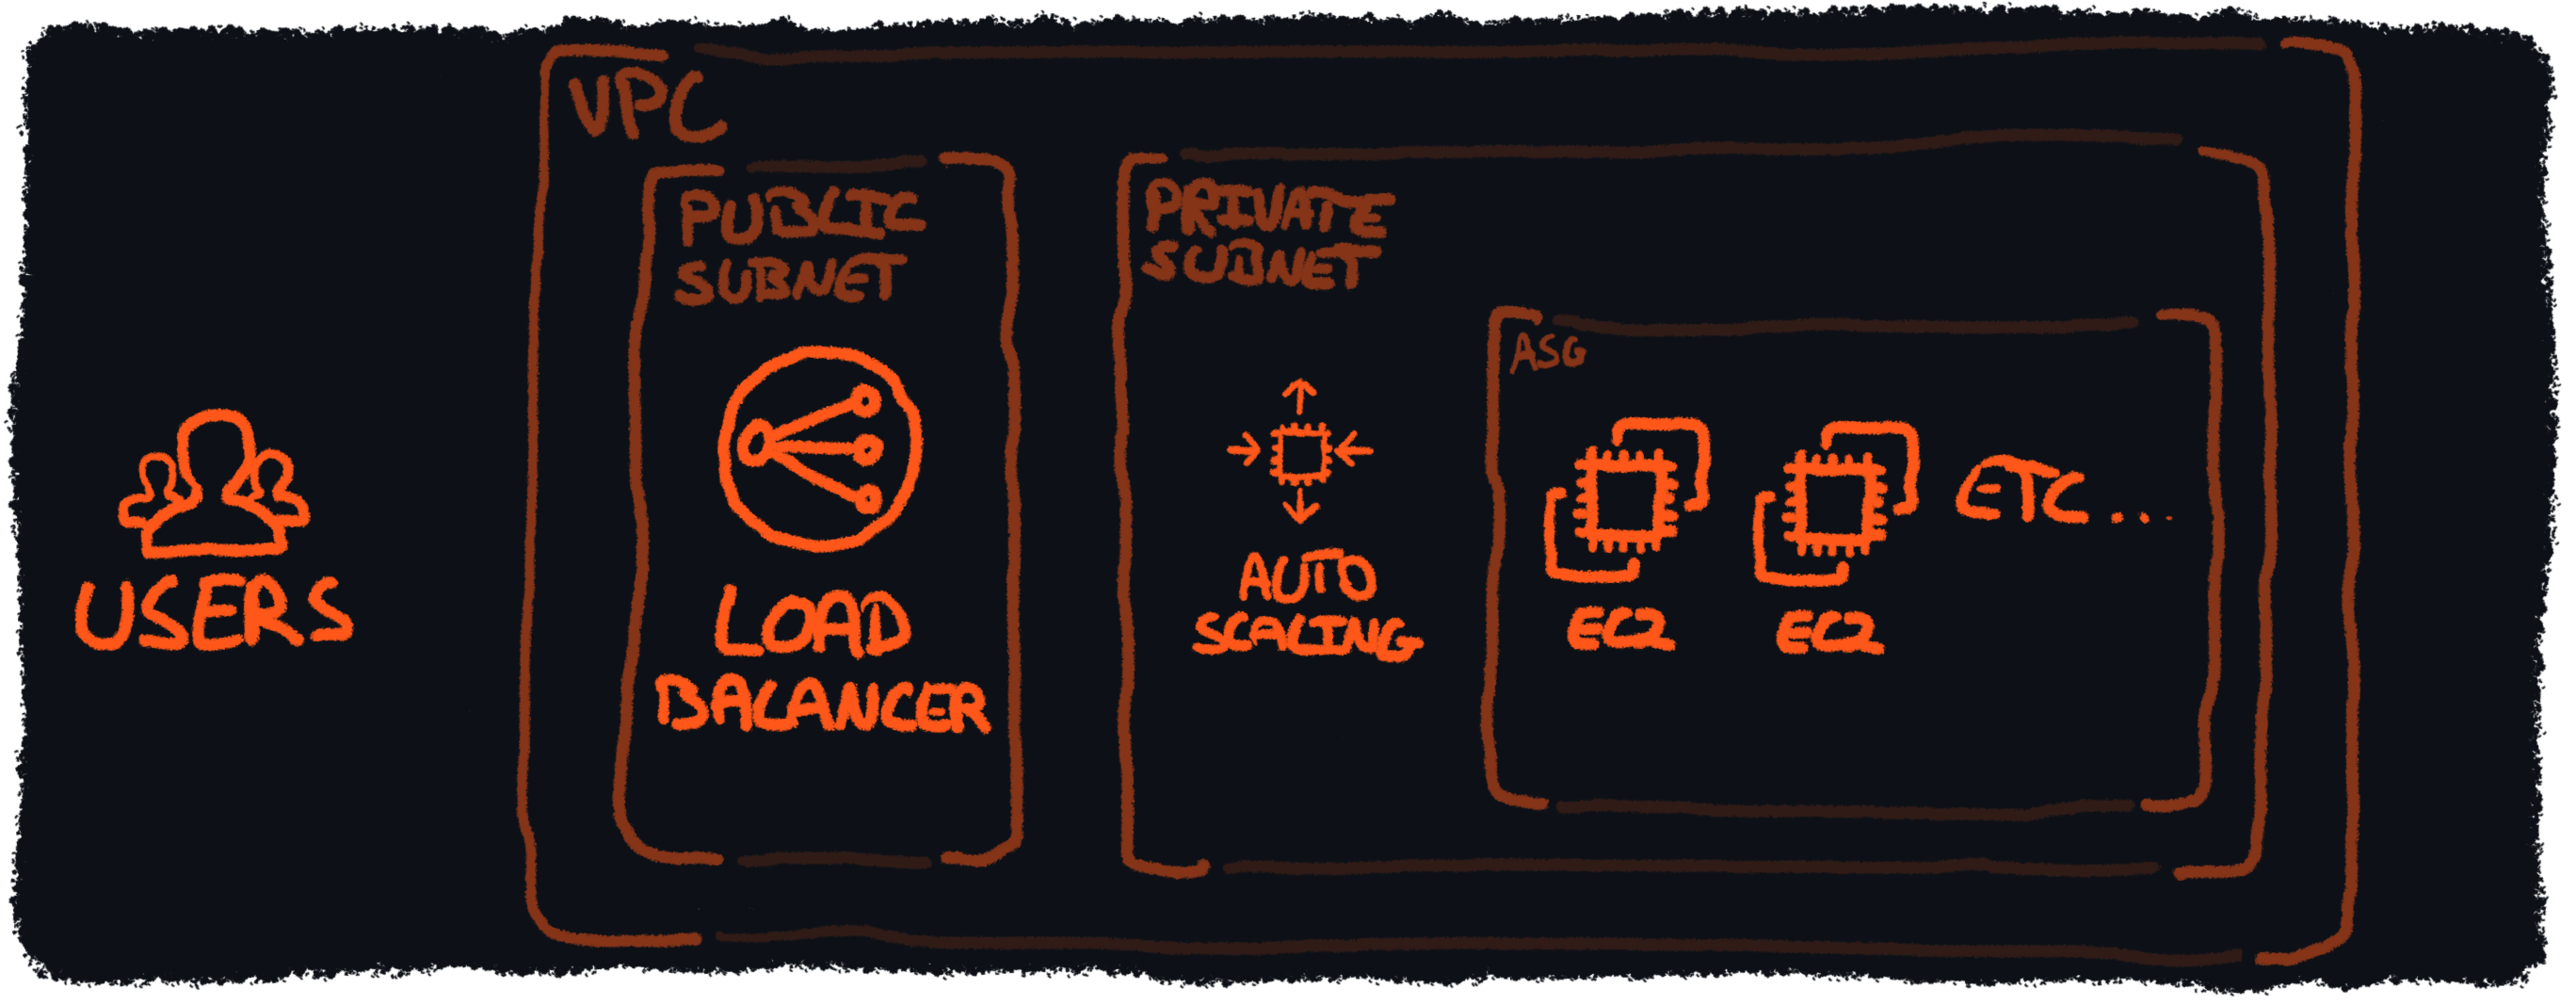 VPC
PUBLIC
SUBNET
PRIVATE
SUBNET
ASG
USERS
LOAD
BALANCER
AUTO
SCALING
EC2
EC2
ETC...